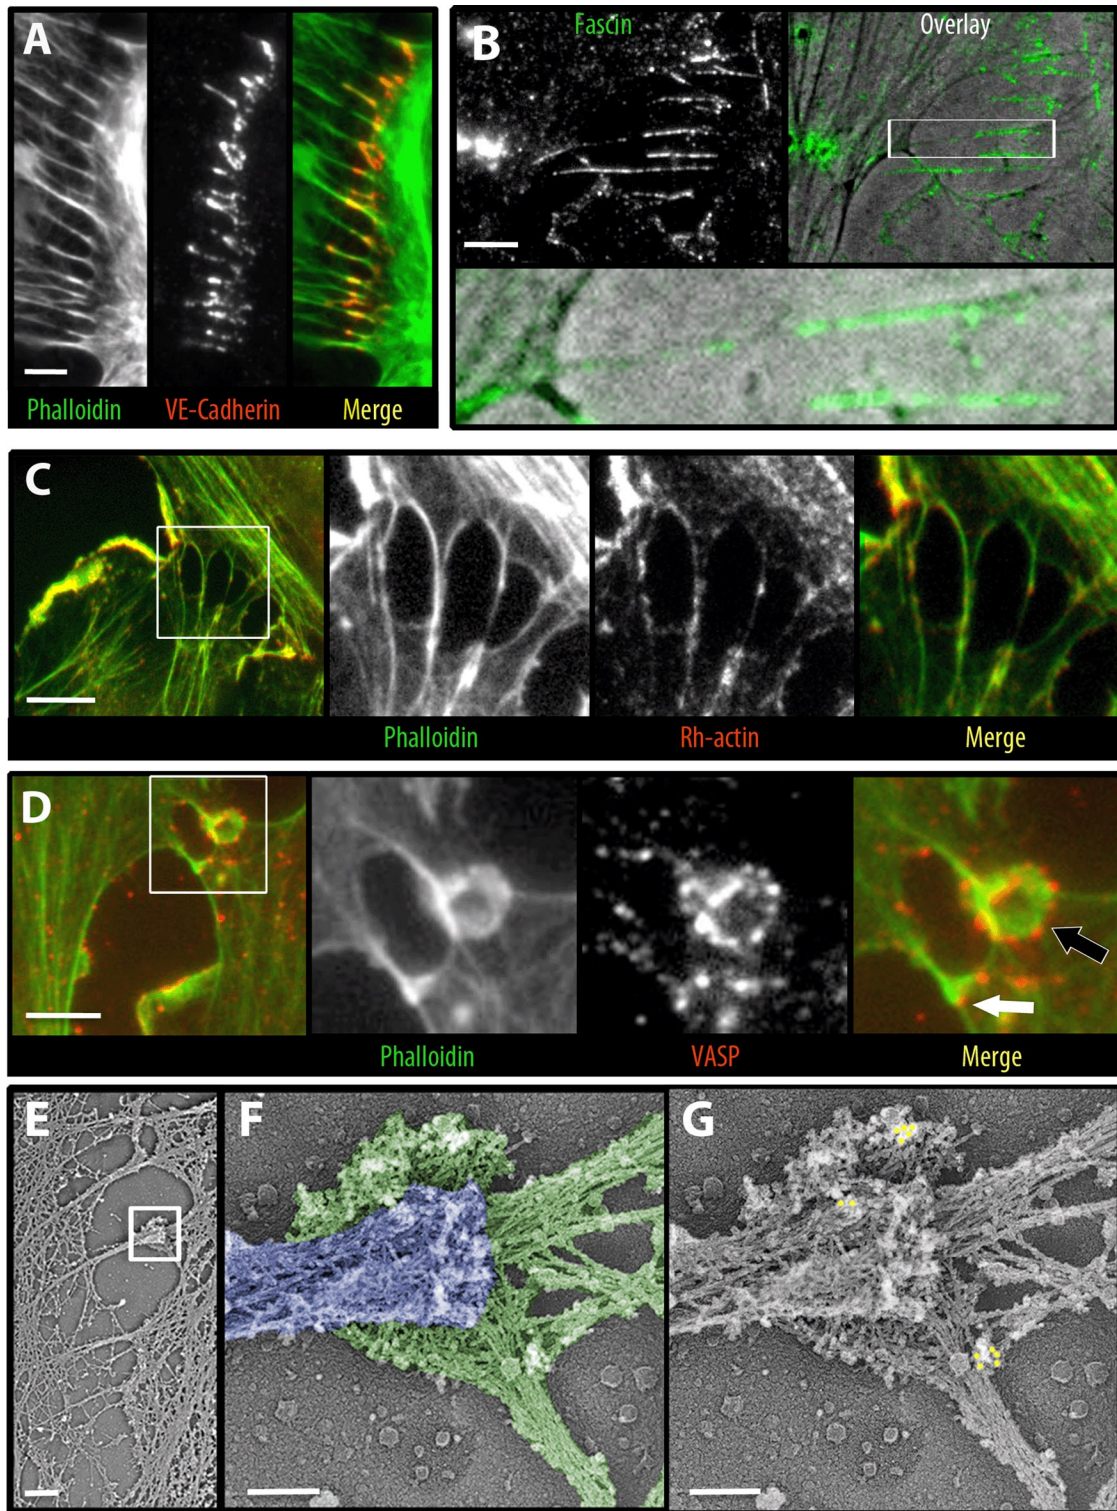 A
Phalloidin VE-Cadherin Merge
B
Fascin Overlay
C
Phalloidin Rh-actin Merge
D
Phalloidin VASP Merge
E F G